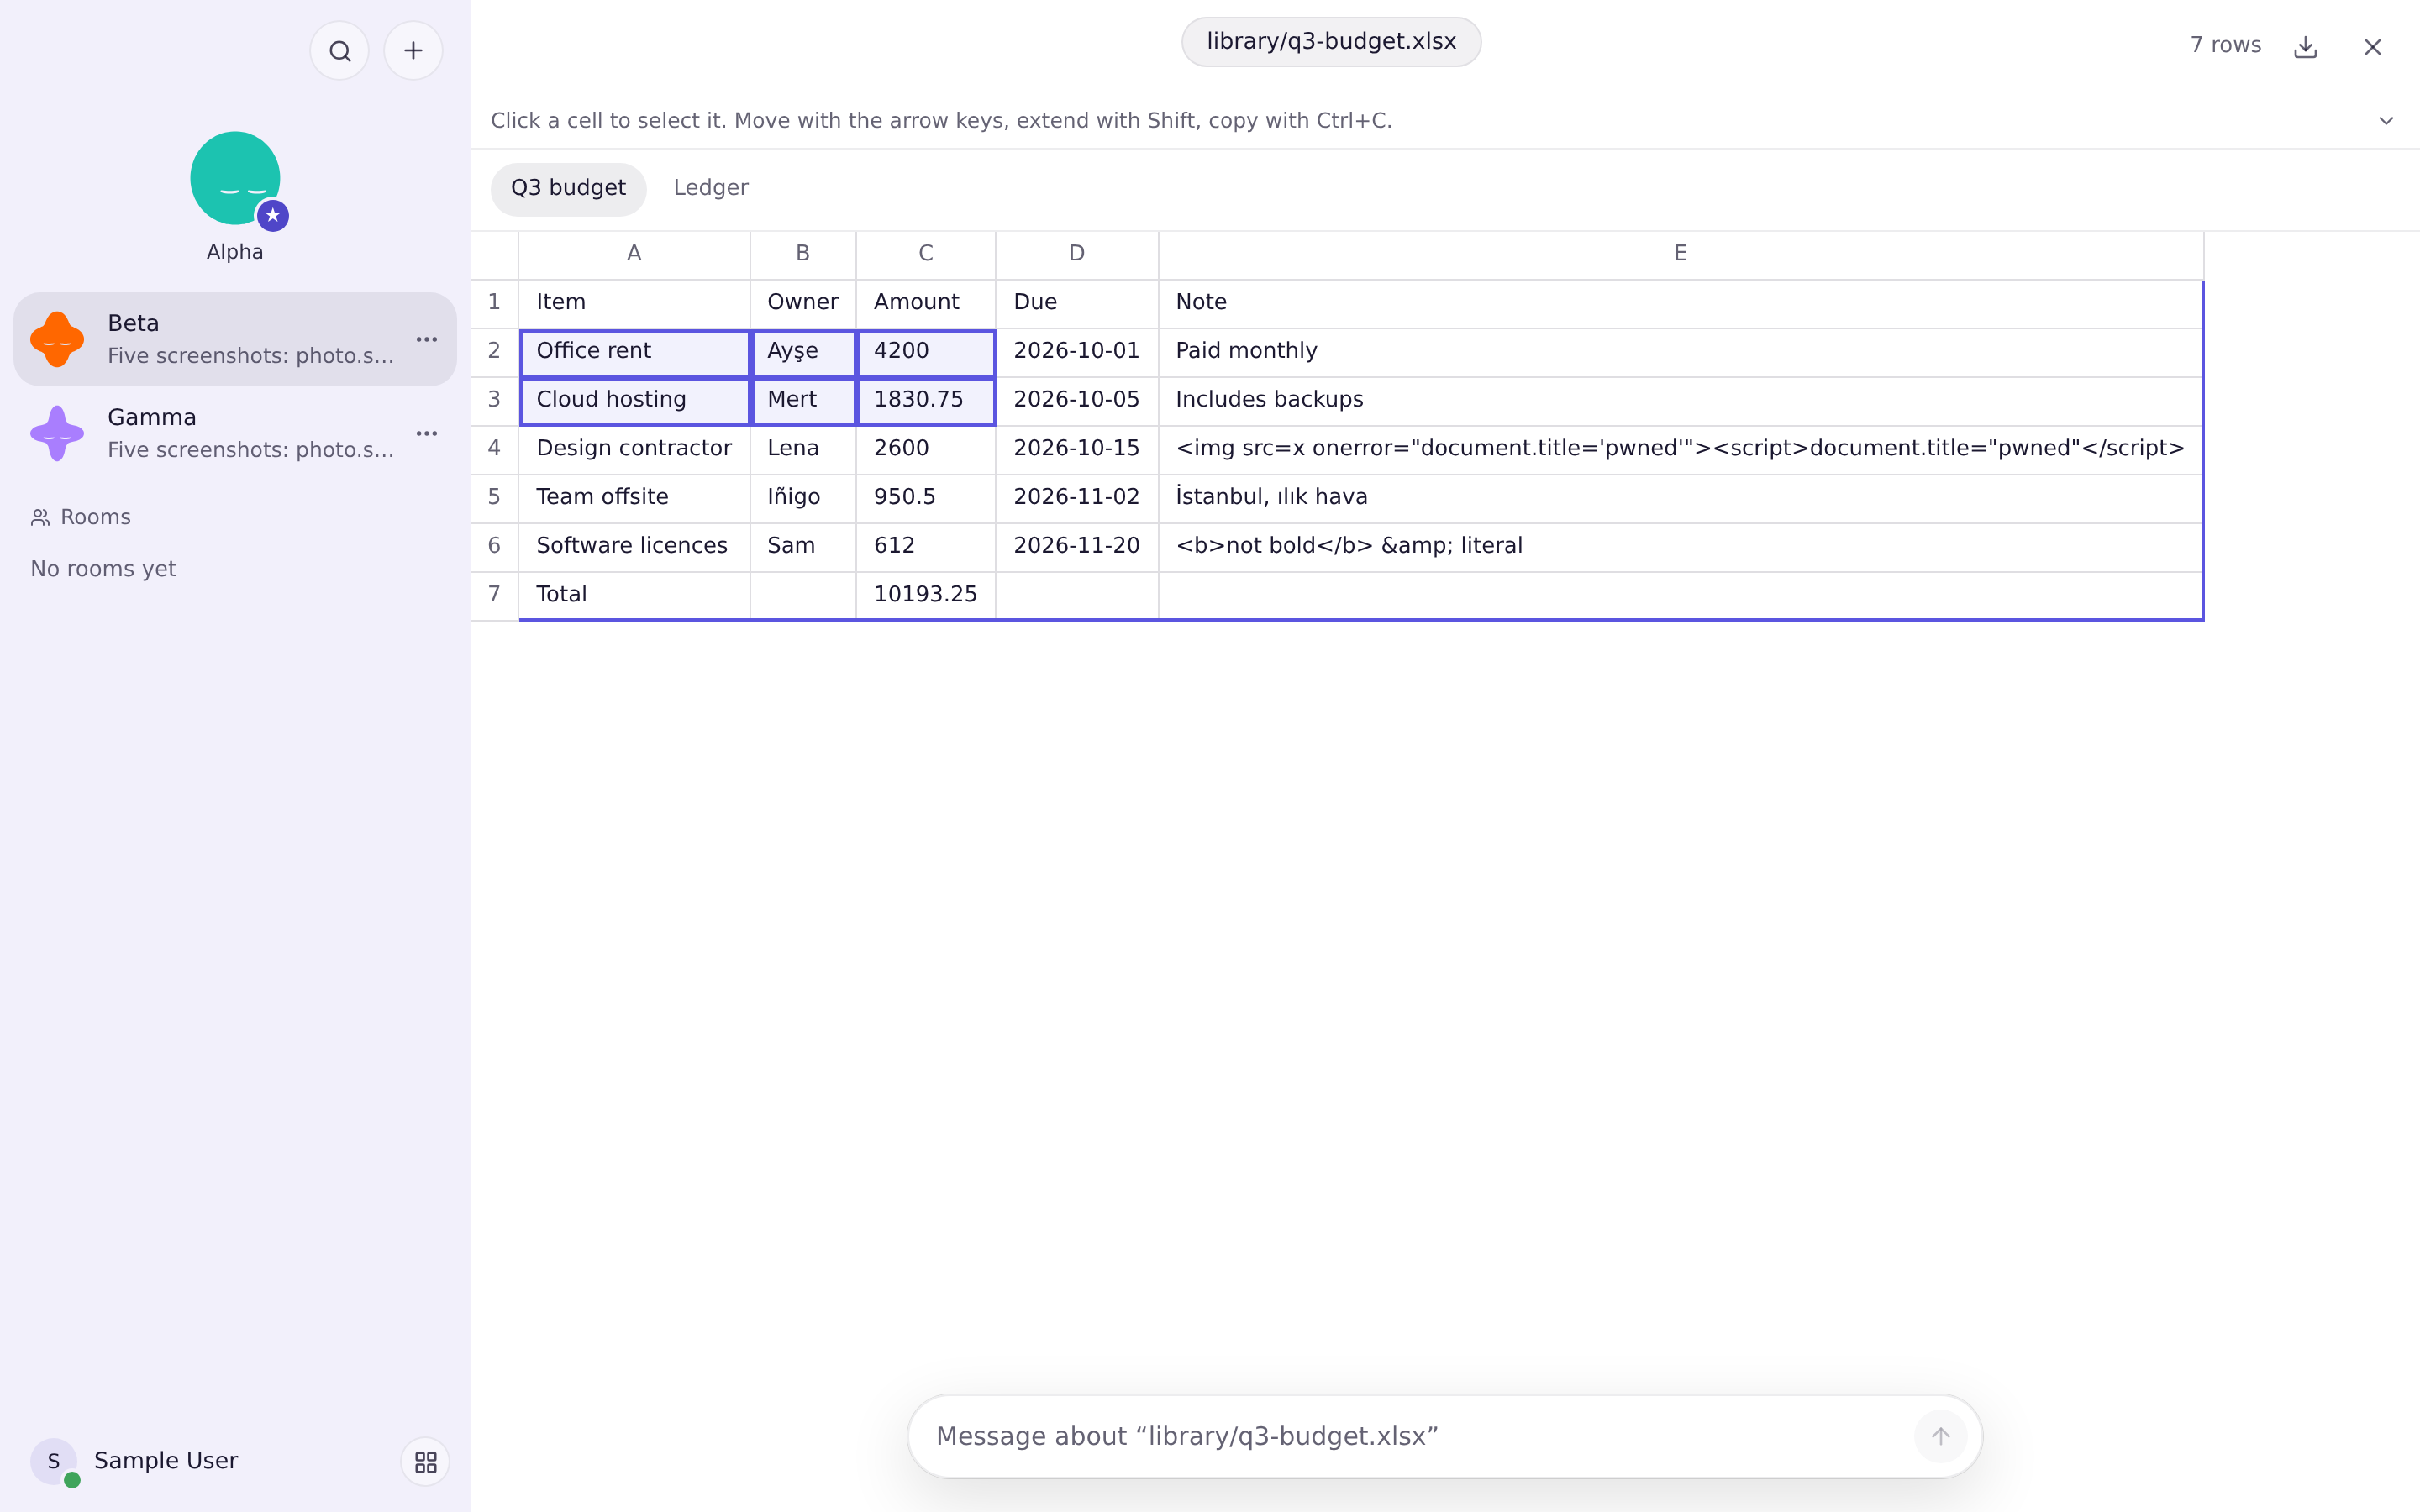 library/q3-budget.xlsx
7 rows
Click a cell to select it. Move with the arrow keys, extend with Shift, copy with Ctrl+C.
Q3 budget Ledger
Alpha
Beta
Five screenshots: photo.s…
Gamma
Five screenshots: photo.s…
Rooms
No rooms yet
A B C D E
1 Item Owner Amount Due Note
2 Office rent Ayşe 4200 2026-10-01 Paid monthly
3 Cloud hosting Mert 1830.75 2026-10-05 Includes backups
4 Design contractor Lena 2600 2026-10-15 <img src=x onerror="document.title='pwned'"><script>document.title="pwned"</script>
5 Team offsite Iñigo 950.5 2026-11-02 İstanbul, ılık hava
6 Software licences Sam 612 2026-11-20 <b>not bold</b> &amp; literal
7 Total 10193.25
Message about “library/q3-budget.xlsx”
S Sample User